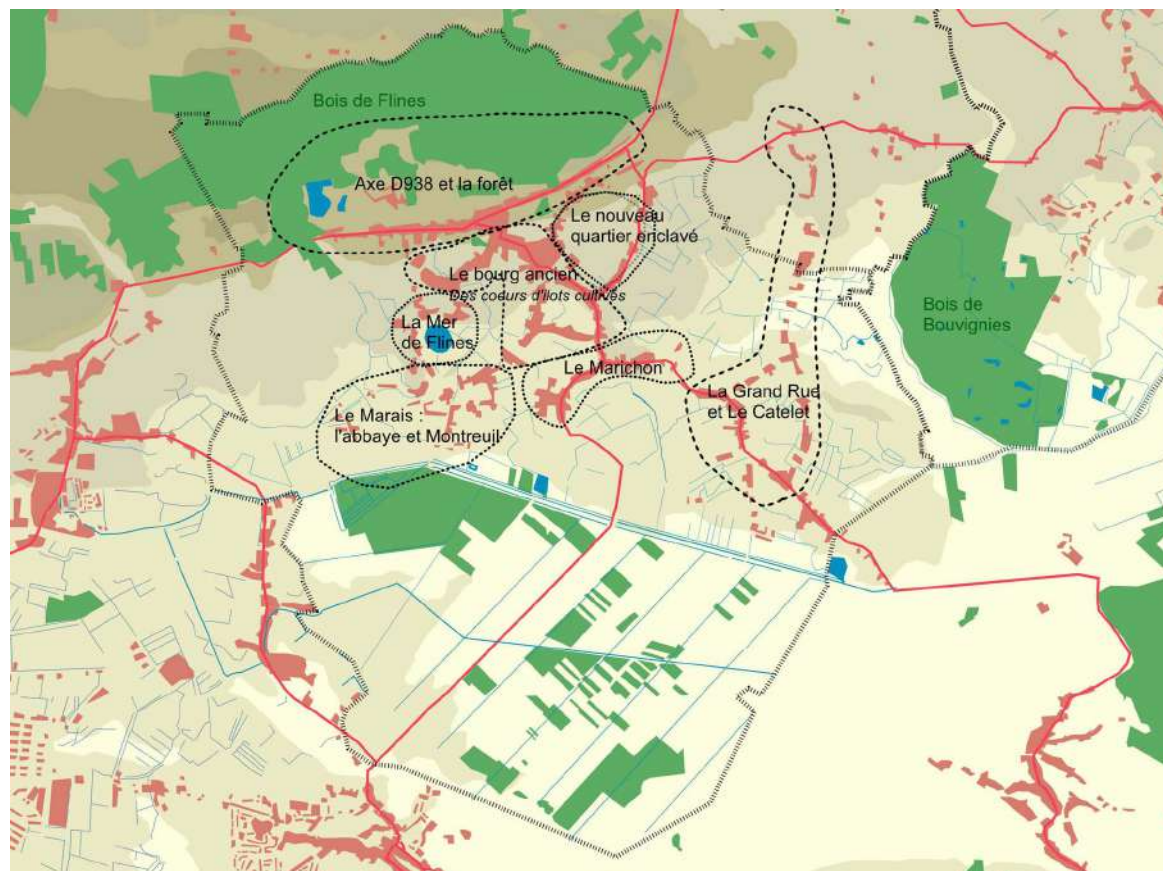 Bois de Flines
Axe D938 et la forêt
Le nouveau
quartier enclavé
Le bourg ancien
Des coeurs d'îlots cultivés
La Mer
de Flines
Bois de
Bouvignies
Le Marichon
La Grand Rue
et Le Catelet
Le Marais :
l'abbaye et Montreuil